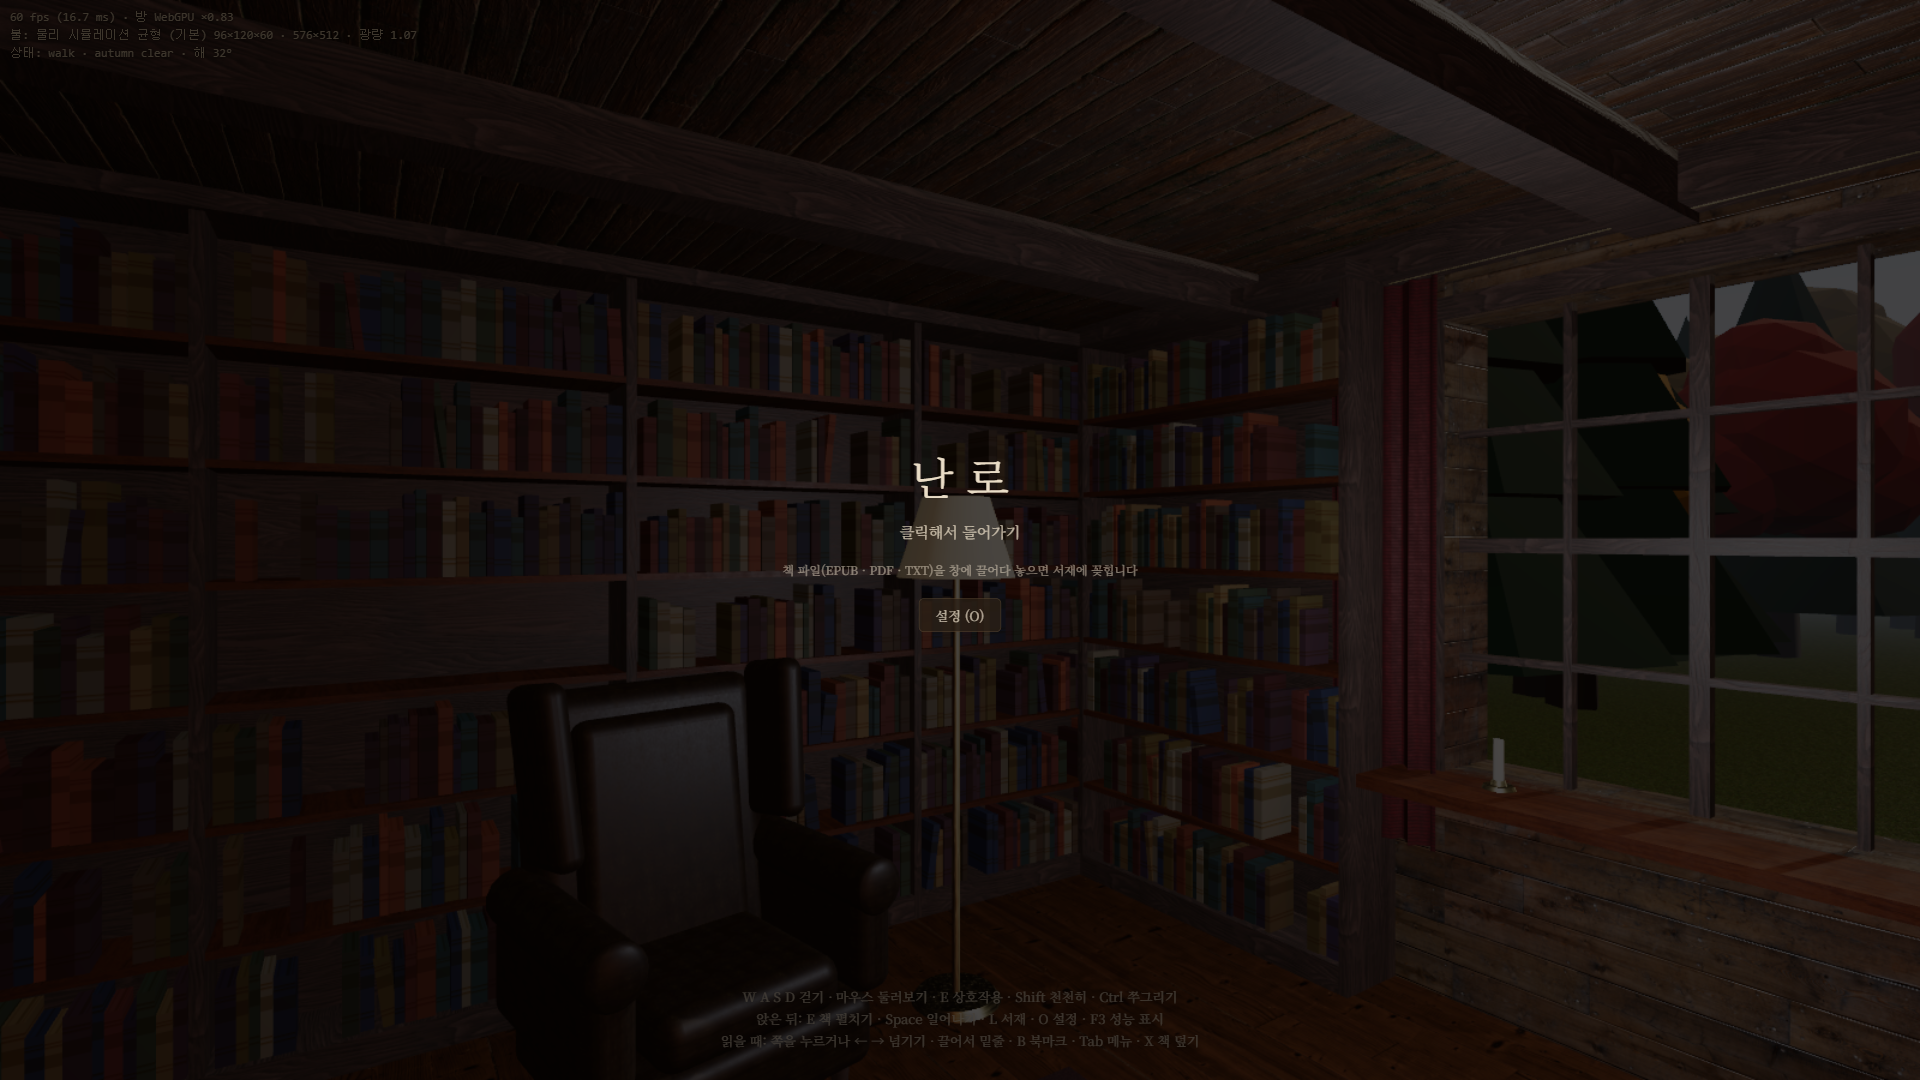 60 fps (16.7 ms) · 방 WebGPU ×0.83
불: 물리 시뮬레이션 균형 (기본) 96×120×60 · 576×512 · 광량 1.07
상태: walk · autumn clear · 해 32°
난로
클릭해서 들어가기
책 파일(EPUB · PDF · TXT)을 창에 끌어다 놓으면 서재에 꽂힙니다
설정 (O)
W A S D 걷기 · 마우스 둘러보기 · E 상호작용 · Shift 천천히 · Ctrl 쭈그리기
앉은 뒤: E 책 펼치기 · Space 일어나기 · L 서재 · O 설정 · F3 성능 표시
읽을 때: 쪽을 누르거나 ← → 넘기기 · 끌어서 밑줄 · B 북마크 · Tab 메뉴 · X 책 덮기